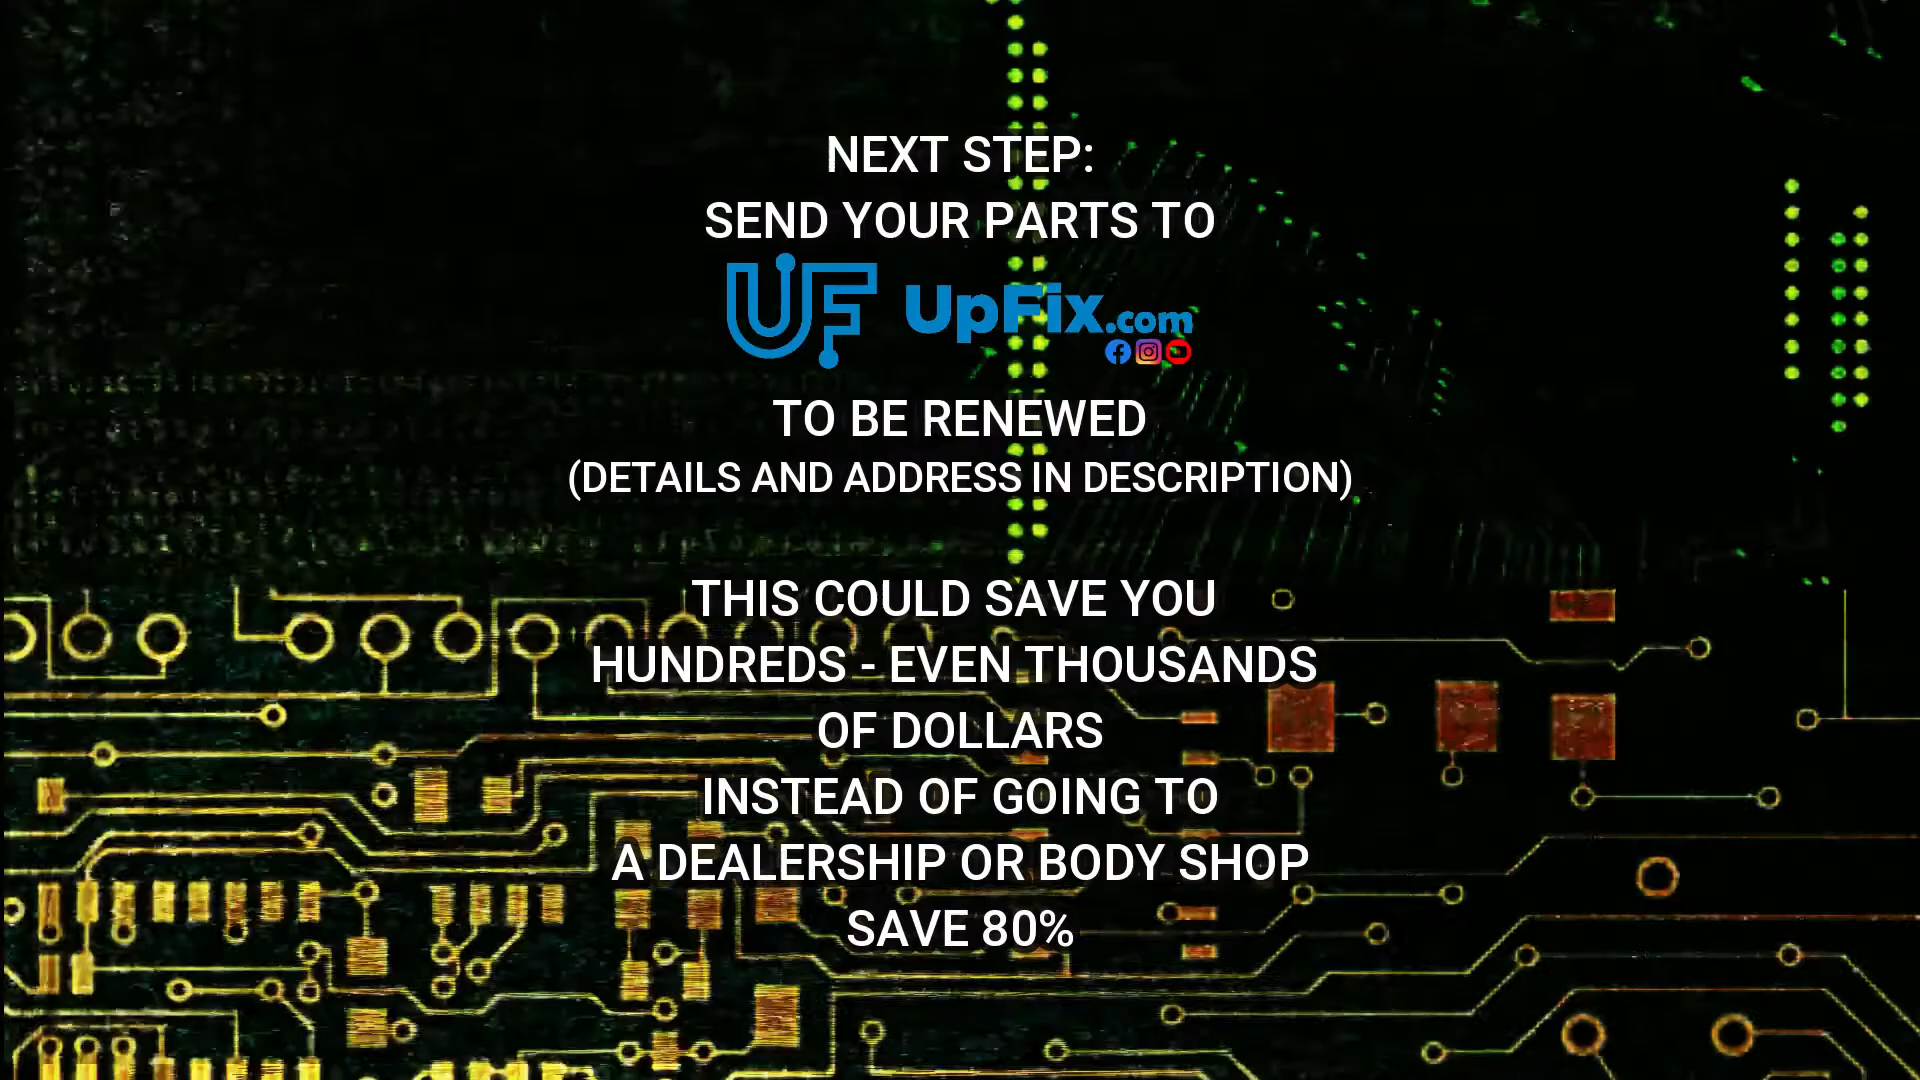 NEXT STEP:
SEND YOUR PARTS TO
UF UpFix.com
TO BE RENEWED
(DETAILS AND ADDRESS IN DESCRIPTION)
THIS COULD SAVE YOU
HUNDREDS - EVEN THOUSANDS
OF DOLLARS
INSTEAD OF GOING TO
A DEALERSHIP OR BODY SHOP
SAVE 80%